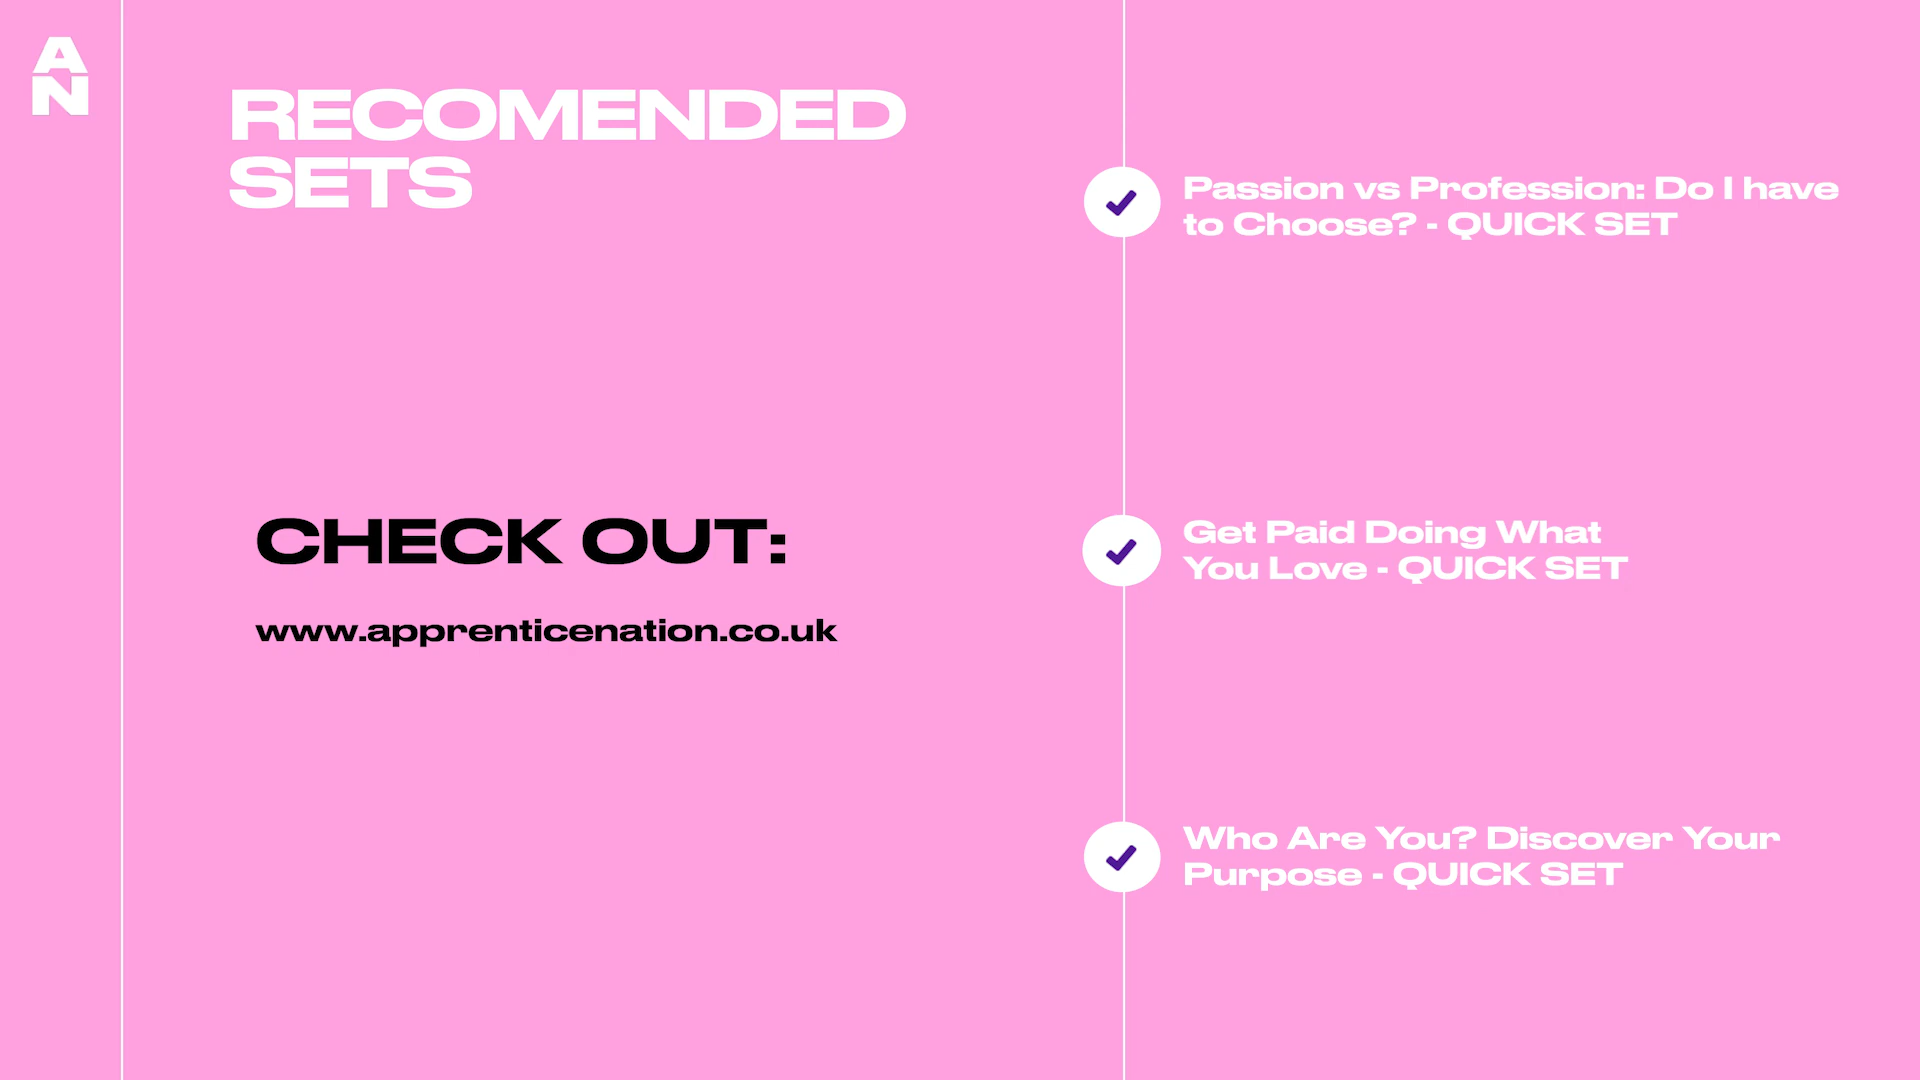 A
N
RECOMENDED
SETS
CHECK OUT:
www.apprenticenation.co.uk
Passion vs Profession: Do I have
to Choose? - QUICK SET
Get Paid Doing What
You Love - QUICK SET
Who Are You? Discover Your
Purpose - QUICK SET